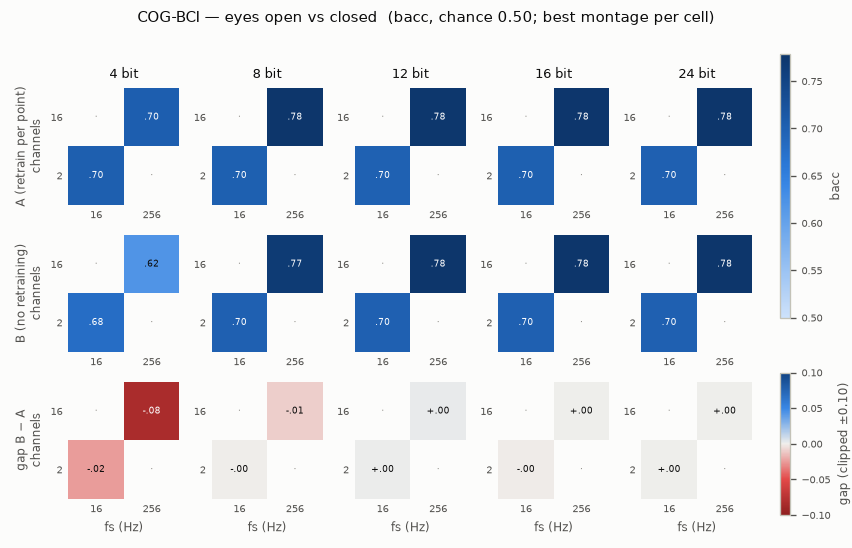 COG-BCI — eyes open vs closed  (bacc, chance 0.50; best montage per cell)
4 bit
8 bit
12 bit
16 bit
24 bit
A (retrain per point)
channels
16 · .70
16 · .78
16 · .78
16 · .78
16 · .78
2 .70 ·
2 .70 ·
2 .70 ·
2 .70 ·
2 .70 ·
16 256
16 256
16 256
16 256
16 256
B (no retraining)
channels
16 · .62
16 · .77
16 · .78
16 · .78
16 · .78
2 .68 ·
2 .70 ·
2 .70 ·
2 .70 ·
2 .70 ·
16 256
16 256
16 256
16 256
16 256
gap B − A
channels
16 · -.08
16 · -.01
16 · +.00
16 · +.00
16 · +.00
2 -.02 ·
2 -.00 ·
2 +.00 ·
2 -.00 ·
2 +.00 ·
16 256
16 256
16 256
16 256
16 256
fs (Hz)
fs (Hz)
fs (Hz)
fs (Hz)
fs (Hz)
0.75
0.70
0.65
0.60
0.55
0.50
bacc
0.10
0.05
0.00
−0.05
−0.10
gap (clipped ±0.10)